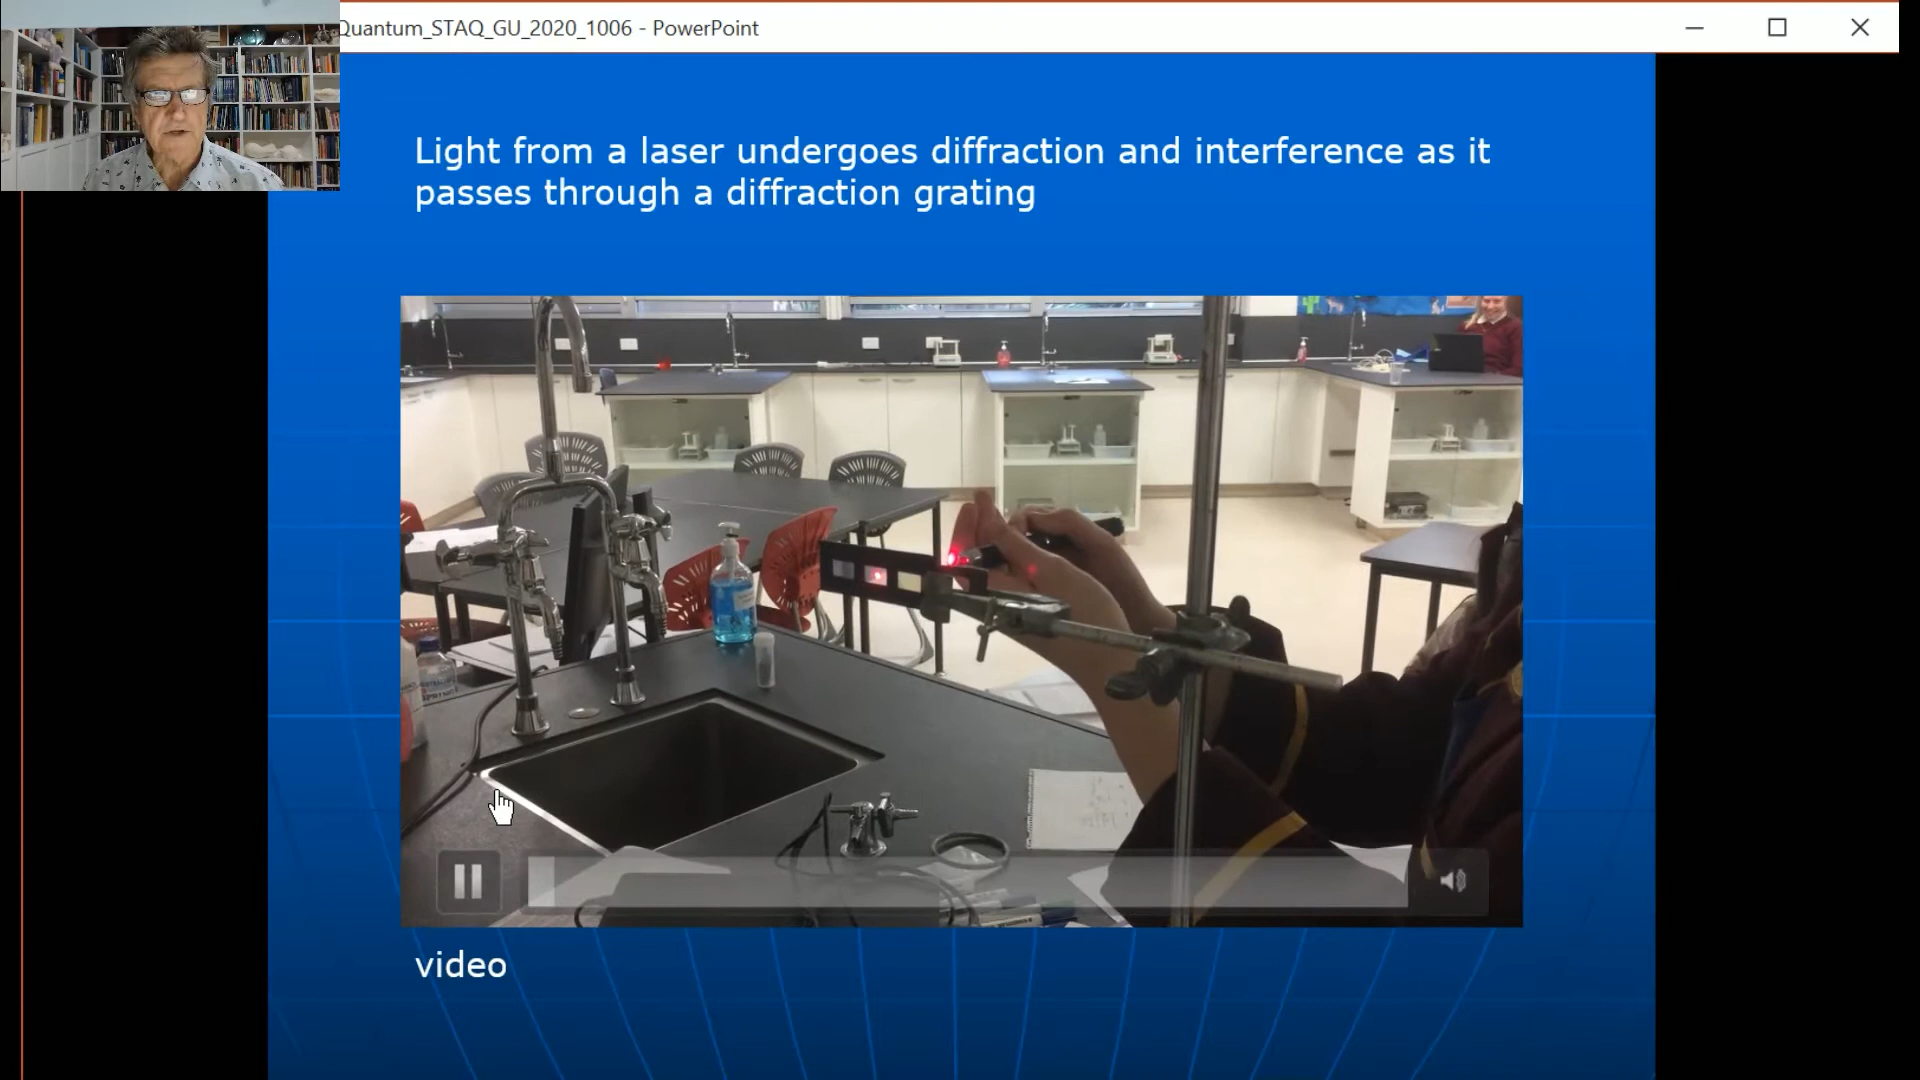 Quantum_STAQ_GU_2020_1006 - PowerPoint
Light from a laser undergoes diffraction and interference as it
passes through a diffraction grating
video